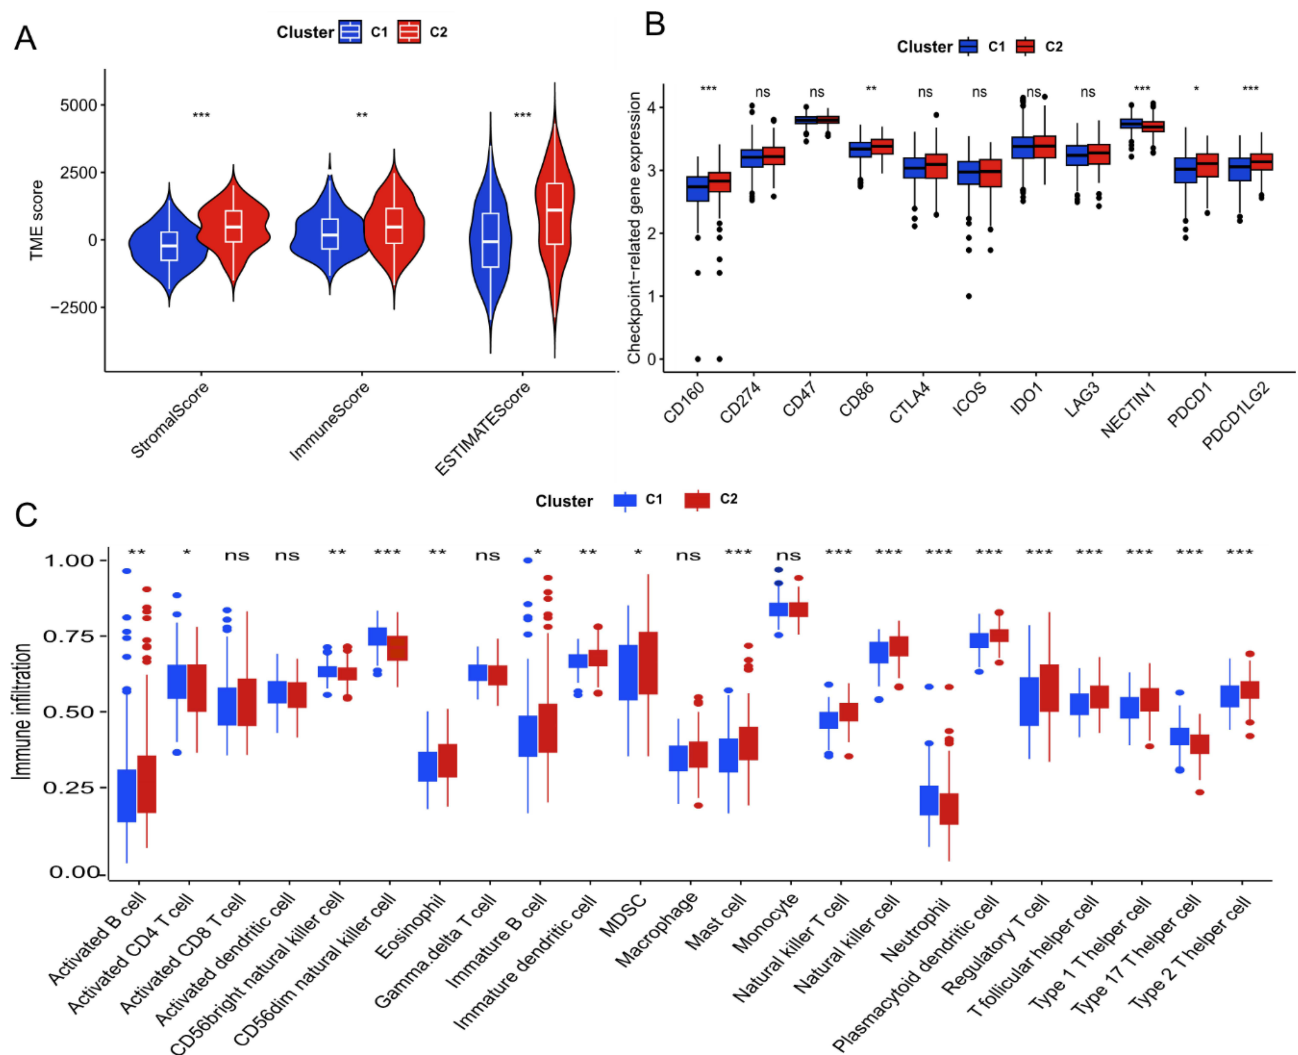 A
Cluster C1 C2
TME score
5000
2500
0
−2500
*** ** ***
StromalScore
ImmuneScore
ESTIMATEScore
B
Cluster C1 C2
Checkpoint−related gene expression
4
3
2
1
0
*** ns ns ** ns ns ns ns *** * ***
CD160
CD274
CD47
CD86
CTLA4
ICOS
IDO1
LAG3
NECTIN1
PDCD1
PDCD1LG2
C
Cluster C1 C2
Immune infiltration
1.00
0.75
0.50
0.25
0.00
** * ns ns ** *** ** ns * ** * ns *** ns *** *** *** *** *** *** *** *** ***
Activated B cell
Activated CD4 T cell
Activated CD8 T cell
Activated dendritic cell
CD56bright natural killer cell
CD56dim natural killer cell
Eosinophil
Gamma delta T cell
Immature B cell
Immature dendritic cell
MDSC
Macrophage
Mast cell
Monocyte
Natural killer T cell
Natural killer cell
Neutrophil
Plasmacytoid dendritic cell
Regulatory T cell
T follicular helper cell
Type 1 T helper cell
Type 17 T helper cell
Type 2 T helper cell